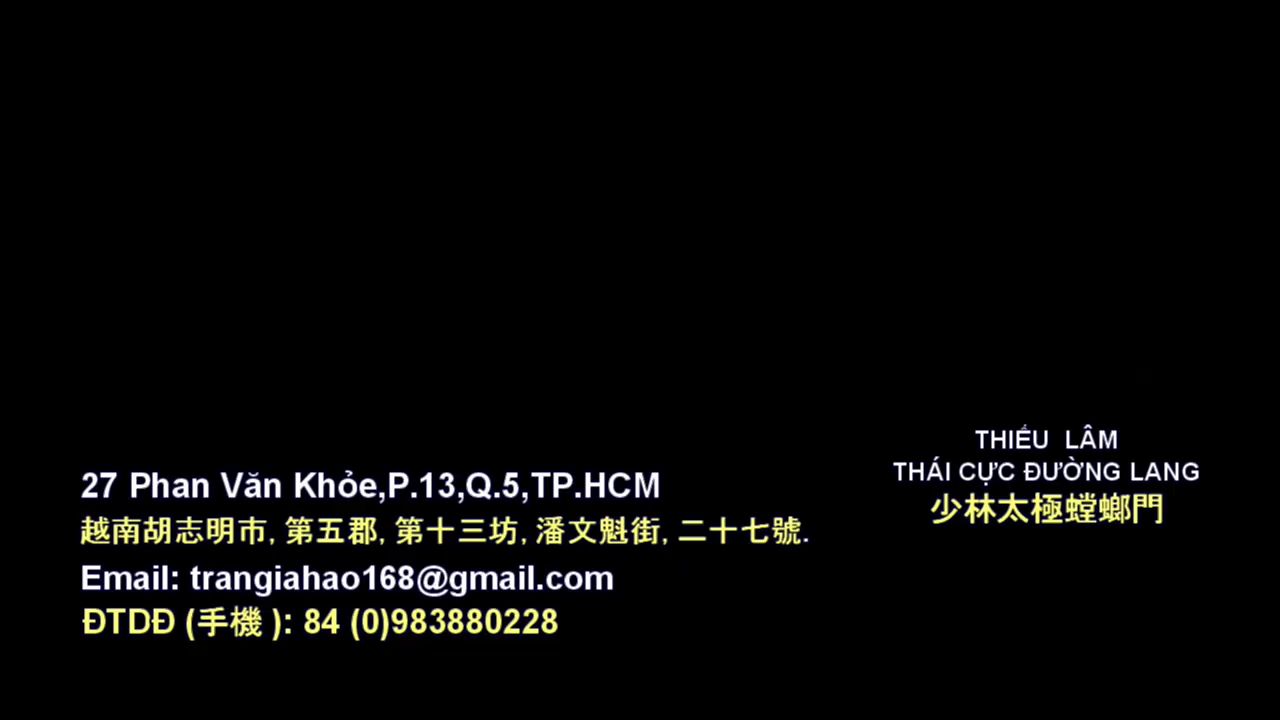 27 Phan Văn Khỏe,P.13,Q.5,TP.HCM
越南胡志明市, 第五郡, 第十三坊, 潘文魁街, 二十七號.
Email: trangiahao168@gmail.com
ĐTDĐ (手機 ): 84 (0)983880228
THIẾU LÂM
THÁI CỰC ĐƯỜNG LANG
少林太極螳螂門